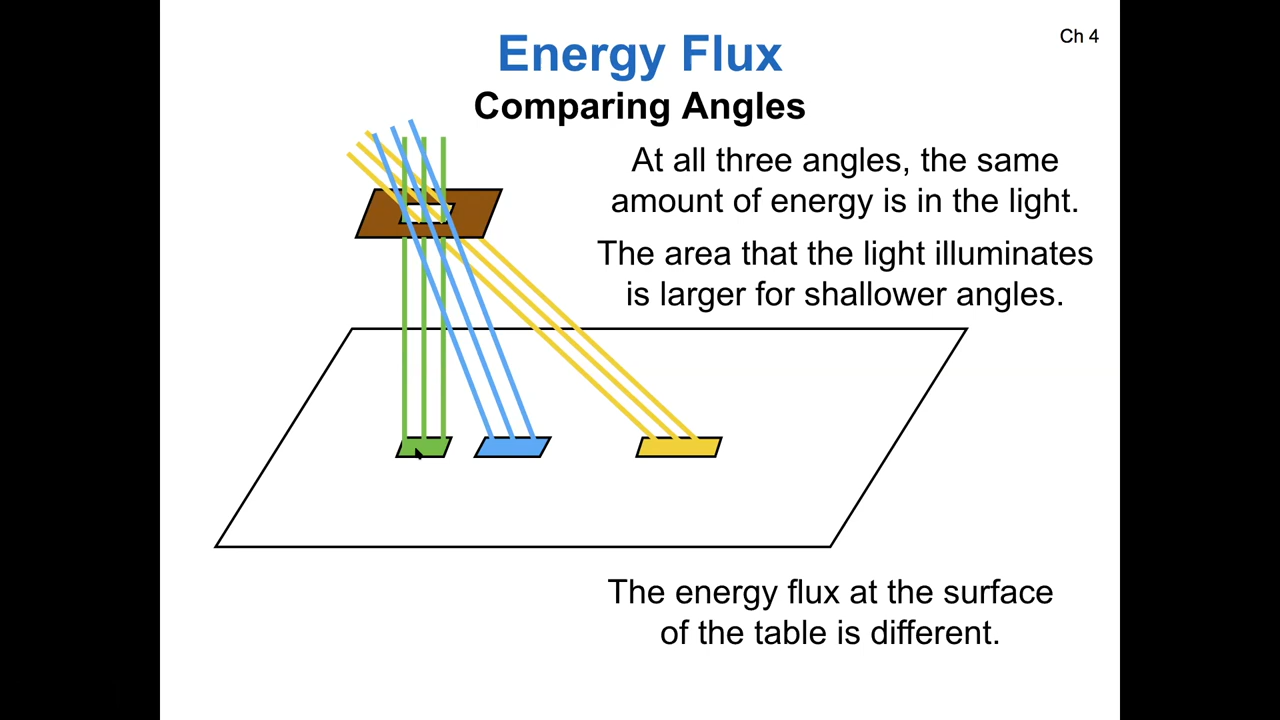 Ch 4
Energy Flux
Comparing Angles
At all three angles, the same
amount of energy is in the light.
The area that the light illuminates
is larger for shallower angles.
The energy flux at the surface
of the table is different.